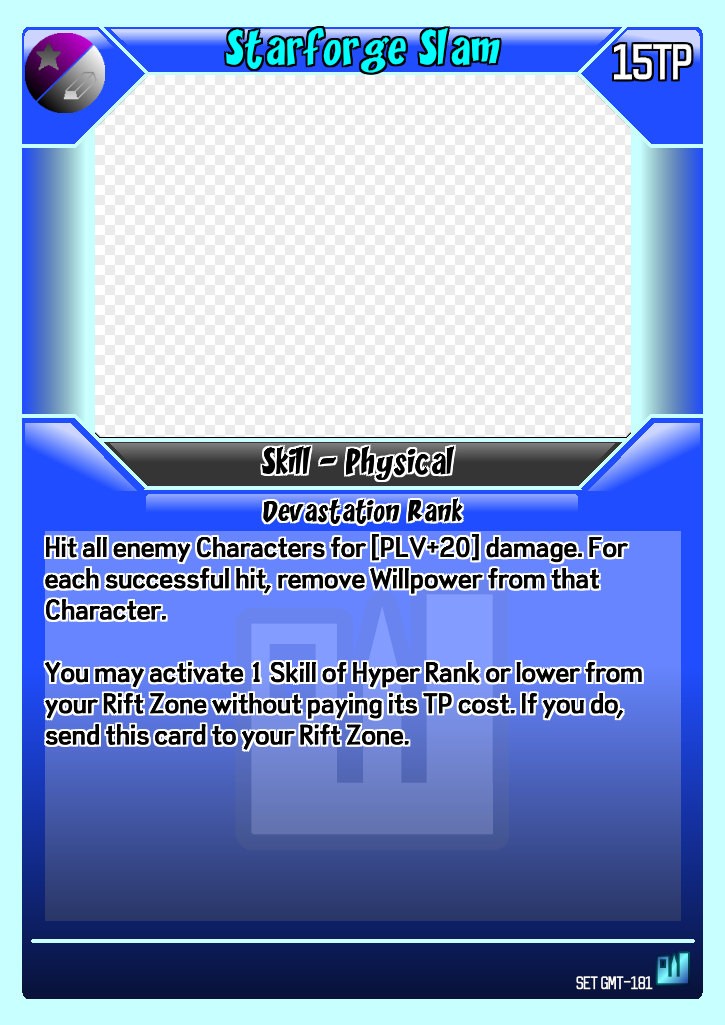 Starforge Slam
15TP
Skill - Physical
Devastation Rank
Hit all enemy Characters for [PLV+20] damage. For
each successful hit, remove Willpower from that
Character.
You may activate 1 Skill of Hyper Rank or lower from
your Rift Zone without paying its TP cost. If you do,
send this card to your Rift Zone.
SET GMT-181